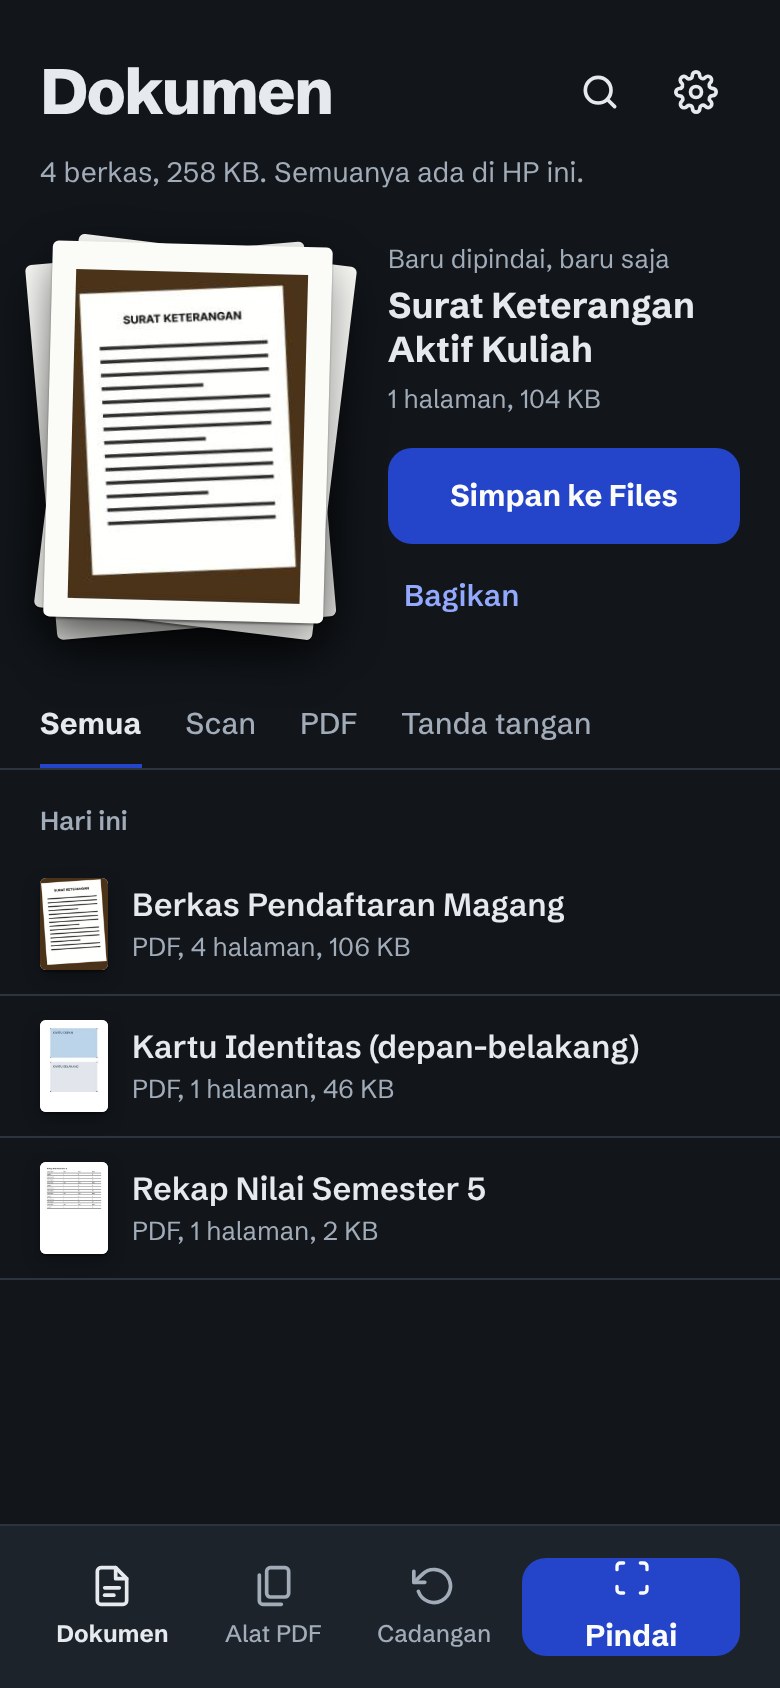 Dokumen
4 berkas, 258 KB. Semuanya ada di HP ini.
SURAT KETERANGAN
Baru dipindai, baru saja
Surat Keterangan
Aktif Kuliah
1 halaman, 104 KB
Simpan ke Files
Bagikan
Semua Scan PDF Tanda tangan
Hari ini
SURAT KETERANGAN
Berkas Pendaftaran Magang
PDF, 4 halaman, 106 KB
Kartu Identitas (depan-belakang)
PDF, 1 halaman, 46 KB
Rekap Nilai Semester 5
PDF, 1 halaman, 2 KB
Dokumen Alat PDF Cadangan Pindai